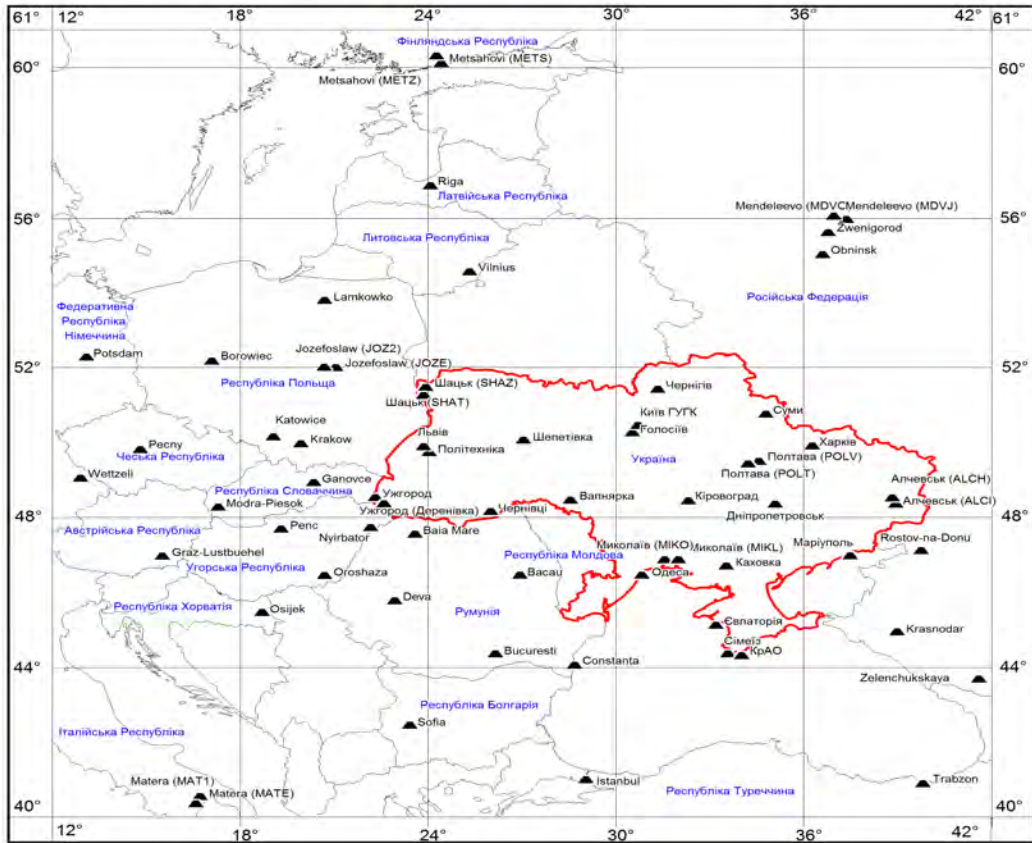 61° 12° 24° 30° 36° 42° 61°
Фінляндська Республіка
Metsahovi (METS)
60° 60°
Metsahovi (METZ)
Riga
Латвійська Республіка
56° 56°
Mendeleevo (MDVC
Mendeleevo (MDVJ)
Zwenigorod
Литовська Республіка
Obninsk
Vilnius
Lamkowko
Російська Федерація
Федеративна
Республіка
Німеччина
Potsdam
Borowiec
Jozefoslaw (JOZ2)
Jozefoslaw (JOZE)
52° 52°
Республіка Польща
Шацьк (SHAZ)
Шацьк (SHAT)
Чернігів
Київ ГУГК
Суми
Katowice
Львів
Голосіїв
Krakow
Шепетівка
Харків
Pecny
Чеська Республіка
Політехніка
Україна
Полтава (POLV)
Полтава (POLT)
Wettzell
Ganovce
Республіка Словаччина
Ужгород
Вапнярка
Кіровоград
Алчевськ (ALCH)
Алчевськ (ALCI)
Modra-Piesok
Ужгород (Деренівка)
Чернівці
Дніпропетровськ
48° 48°
Австрійська Республіка
Penc
Nyirbator
Baia Mare
Rostov-na-Donu
Graz-Lustbuehel
Республіка Молдова
Миколаїв (MIKO)
Миколаїв (MIKL)
Маріуполь
Угорська Республіка
Каховка
Oroshaza
Bacau
Одеса
Республіка Хорватія
Osijek
Deva
Румунія
Євпаторія
Krasnodar
Сімеїз
КрАО
Bucuresti
Constanta
44° 44°
Zelenchukskaya
Республіка Болгарія
Sofia
Італійська Республіка
Matera (MAT1)
Matera (MATE)
Istanbul
Республіка Туреччина
Trabzon
40° 40°
12° 18° 24° 30° 36° 42°